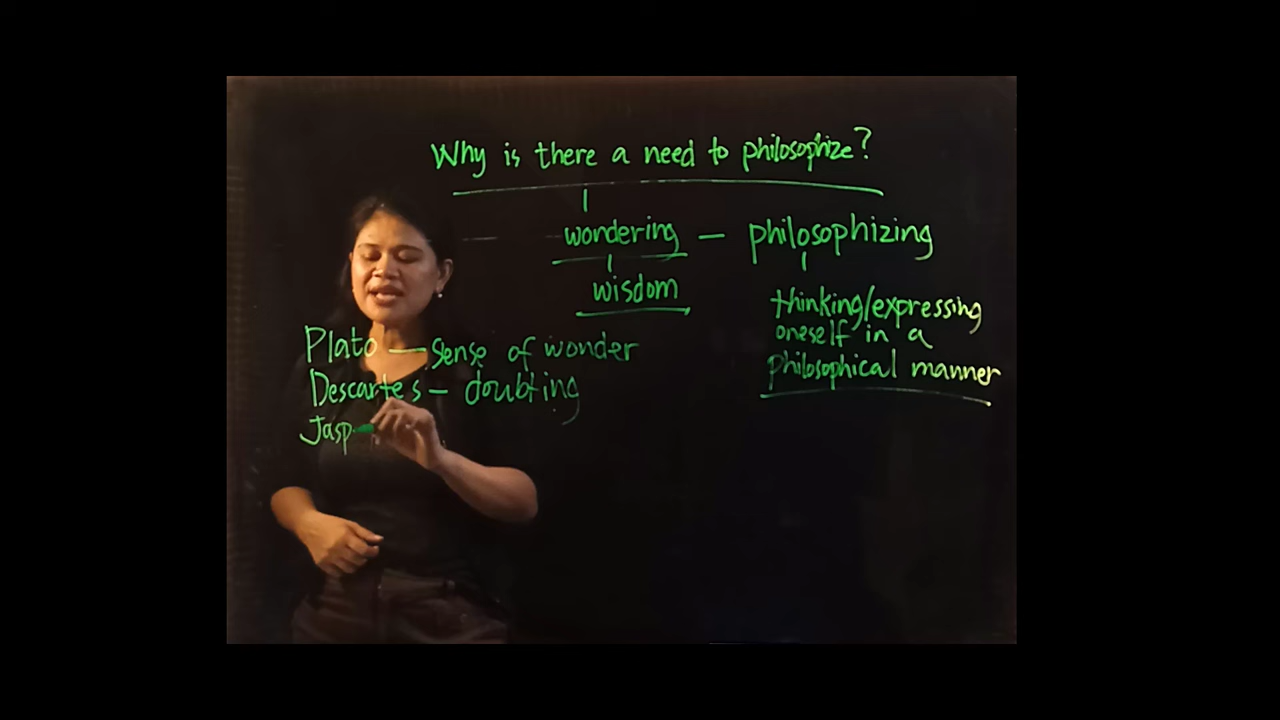 Why is there a need to philosophize?
wondering — philosophizing
wisdom
thinking/expressing
oneself in a
philosophical manner
Plato — sense of wonder
Descartes — doubting
Jasp